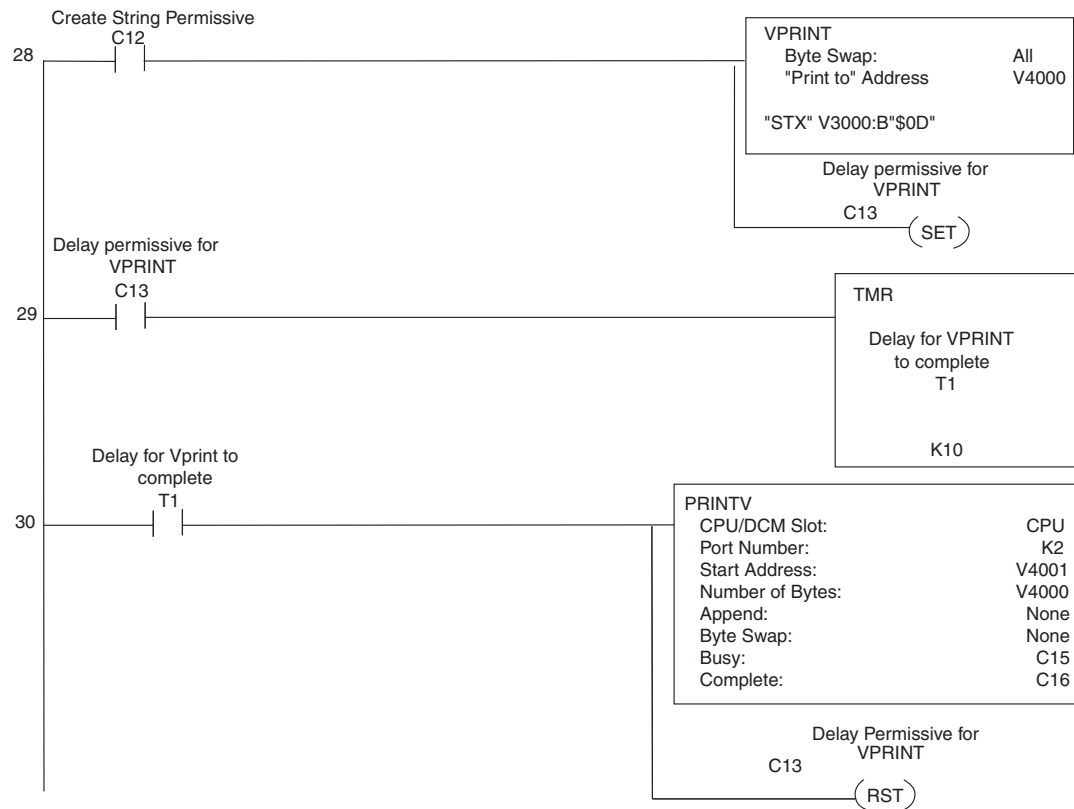 Create String Permissive
C12
28
VPRINT
Byte Swap: All
"Print to" Address V4000
"STX" V3000:B"$0D"
Delay permissive for
VPRINT
C13
SET
Delay permissive for
VPRINT
C13
29
TMR
Delay for VPRINT
to complete
T1
K10
Delay for Vprint to
complete
T1
30
PRINTV
CPU/DCM Slot: CPU
Port Number: K2
Start Address: V4001
Number of Bytes: V4000
Append: None
Byte Swap: None
Busy: C15
Complete: C16
Delay Permissive for
VPRINT
C13
RST